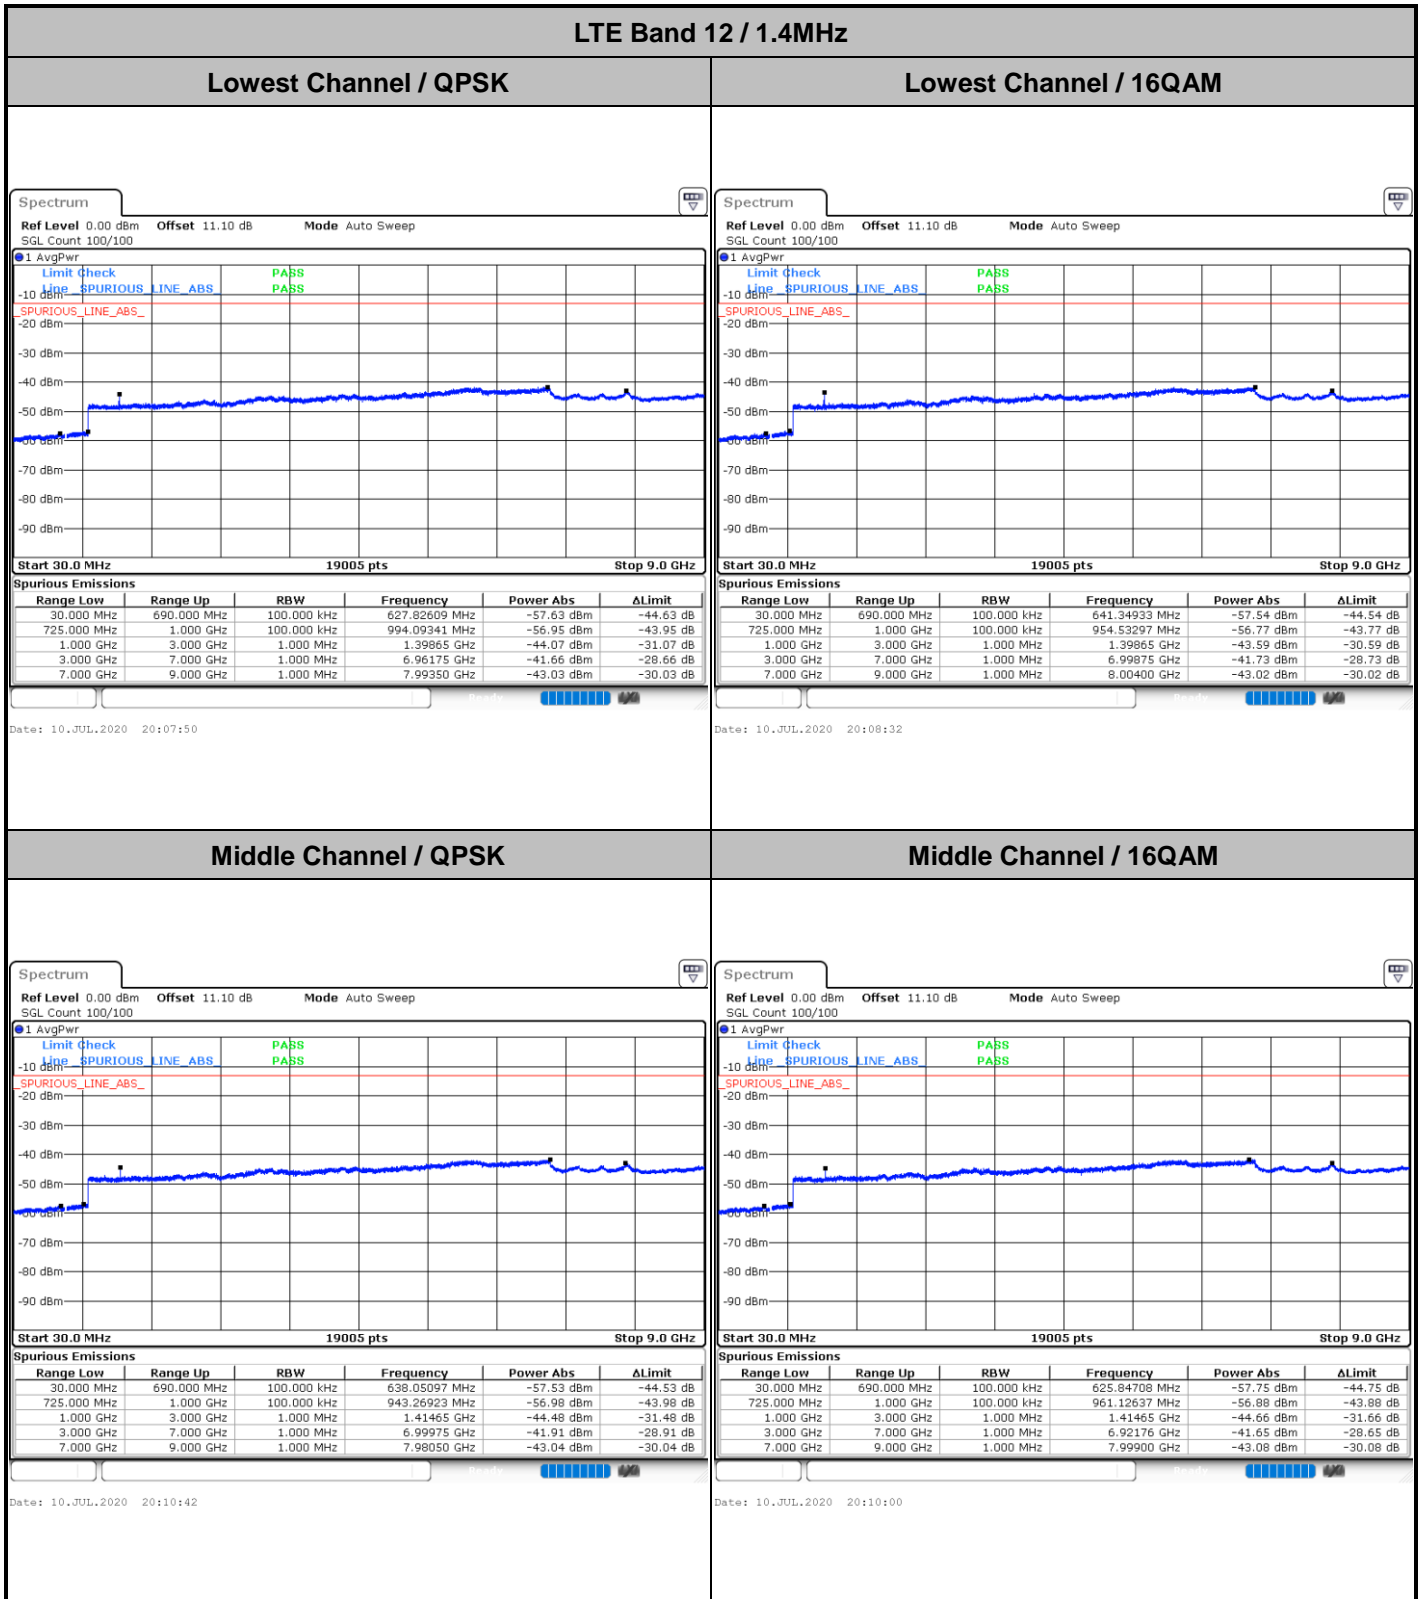 LTE Band 12 / 1.4MHz
Lowest Channel / QPSK
Lowest Channel / 16QAM
Spectrum
Ref Level 0.00 dBm Offset 11.10 dB Mode Auto Sweep
SGL Count 100/100
1 AvgPwr
Limit Check PASS
-10 dBm
Line _SPURIOUS_LINE_ABS_ PASS
_SPURIOUS_LINE_ABS_
-20 dBm
-30 dBm
-40 dBm
-50 dBm
-60 dBm
-70 dBm
-80 dBm
-90 dBm
Start 30.0 MHz 19005 pts Stop 9.0 GHz
Spurious Emissions
Range Low Range Up RBW Frequency Power Abs ΔLimit
30.000 MHz 690.000 MHz 100.000 kHz 627.82609 MHz -57.63 dBm -44.63 dB
725.000 MHz 1.000 GHz 100.000 kHz 994.09341 MHz -56.95 dBm -43.95 dB
1.000 GHz 3.000 GHz 1.000 MHz 1.39865 GHz -44.07 dBm -31.07 dB
3.000 GHz 7.000 GHz 1.000 MHz 6.96175 GHz -41.66 dBm -28.66 dB
7.000 GHz 9.000 GHz 1.000 MHz 7.99350 GHz -43.03 dBm -30.03 dB
Date: 10.JUL.2020 20:07:50
Spectrum
Ref Level 0.00 dBm Offset 11.10 dB Mode Auto Sweep
SGL Count 100/100
1 AvgPwr
Limit Check PASS
-10 dBm
Line _SPURIOUS_LINE_ABS_ PASS
_SPURIOUS_LINE_ABS_
-20 dBm
-30 dBm
-40 dBm
-50 dBm
-60 dBm
-70 dBm
-80 dBm
-90 dBm
Start 30.0 MHz 19005 pts Stop 9.0 GHz
Spurious Emissions
Range Low Range Up RBW Frequency Power Abs ΔLimit
30.000 MHz 690.000 MHz 100.000 kHz 641.34933 MHz -57.54 dBm -44.54 dB
725.000 MHz 1.000 GHz 100.000 kHz 954.53297 MHz -56.77 dBm -43.77 dB
1.000 GHz 3.000 GHz 1.000 MHz 1.39865 GHz -43.59 dBm -30.59 dB
3.000 GHz 7.000 GHz 1.000 MHz 6.99875 GHz -41.73 dBm -28.73 dB
7.000 GHz 9.000 GHz 1.000 MHz 8.00400 GHz -43.02 dBm -30.02 dB
Date: 10.JUL.2020 20:08:32
Middle Channel / QPSK
Middle Channel / 16QAM
Spectrum
Ref Level 0.00 dBm Offset 11.10 dB Mode Auto Sweep
SGL Count 100/100
1 AvgPwr
Limit Check PASS
-10 dBm
Line _SPURIOUS_LINE_ABS_ PASS
_SPURIOUS_LINE_ABS_
-20 dBm
-30 dBm
-40 dBm
-50 dBm
-60 dBm
-70 dBm
-80 dBm
-90 dBm
Start 30.0 MHz 19005 pts Stop 9.0 GHz
Spurious Emissions
Range Low Range Up RBW Frequency Power Abs ΔLimit
30.000 MHz 690.000 MHz 100.000 kHz 638.05097 MHz -57.53 dBm -44.53 dB
725.000 MHz 1.000 GHz 100.000 kHz 943.26923 MHz -56.98 dBm -43.98 dB
1.000 GHz 3.000 GHz 1.000 MHz 1.41465 GHz -44.48 dBm -31.48 dB
3.000 GHz 7.000 GHz 1.000 MHz 6.99975 GHz -41.91 dBm -28.91 dB
7.000 GHz 9.000 GHz 1.000 MHz 7.98050 GHz -43.04 dBm -30.04 dB
Date: 10.JUL.2020 20:10:42
Spectrum
Ref Level 0.00 dBm Offset 11.10 dB Mode Auto Sweep
SGL Count 100/100
1 AvgPwr
Limit Check PASS
-10 dBm
Line _SPURIOUS_LINE_ABS_ PASS
_SPURIOUS_LINE_ABS_
-20 dBm
-30 dBm
-40 dBm
-50 dBm
-60 dBm
-70 dBm
-80 dBm
-90 dBm
Start 30.0 MHz 19005 pts Stop 9.0 GHz
Spurious Emissions
Range Low Range Up RBW Frequency Power Abs ΔLimit
30.000 MHz 690.000 MHz 100.000 kHz 625.84708 MHz -57.75 dBm -44.75 dB
725.000 MHz 1.000 GHz 100.000 kHz 961.12637 MHz -56.88 dBm -43.88 dB
1.000 GHz 3.000 GHz 1.000 MHz 1.41465 GHz -44.66 dBm -31.66 dB
3.000 GHz 7.000 GHz 1.000 MHz 6.92176 GHz -41.65 dBm -28.65 dB
7.000 GHz 9.000 GHz 1.000 MHz 7.99900 GHz -43.08 dBm -30.08 dB
Date: 10.JUL.2020 20:10:00